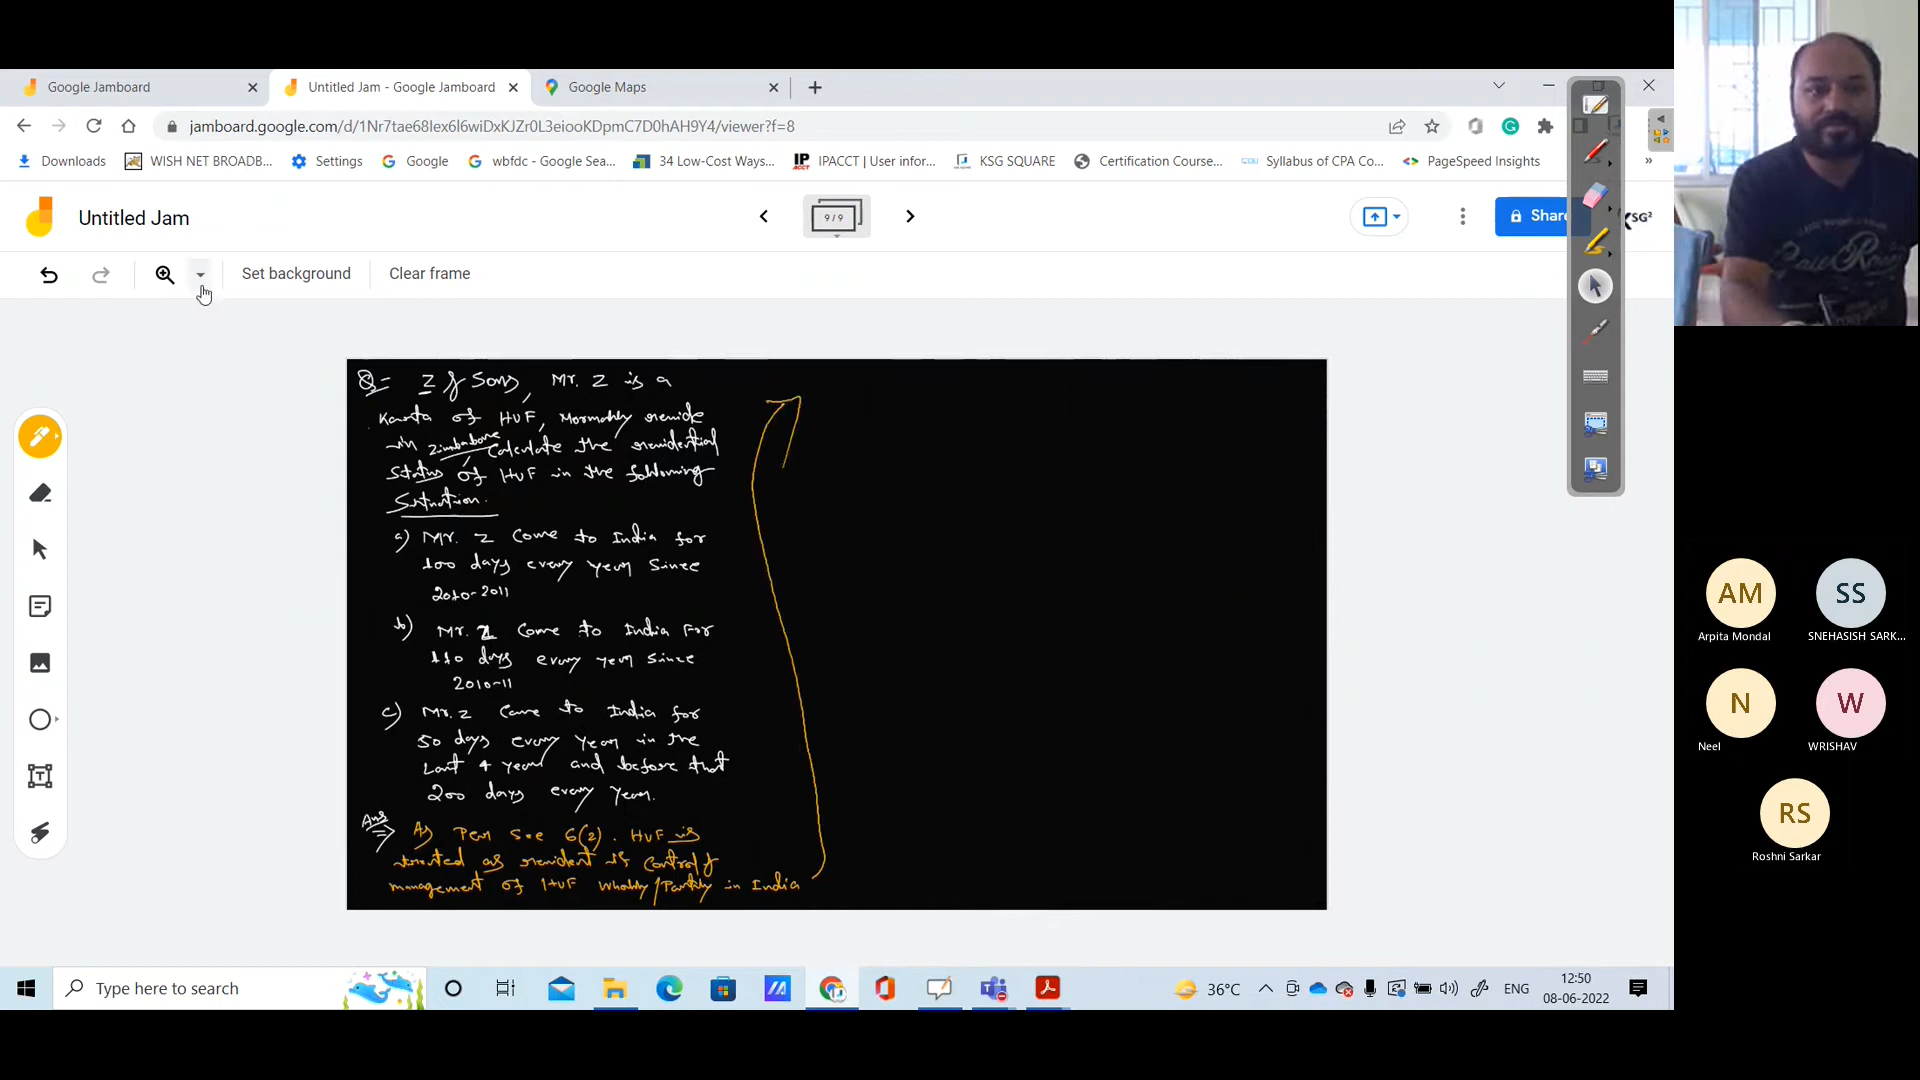 Google Jamboard
Untitled Jam - Google Jamboard
Google Maps
jamboard.google.com/d/1Nr7tae68Iex6l6wiDxKJZr0L3eiooKDpmC7D0hAH9Y4/viewer?f=8
Downloads
WISH NET BROADB...
Settings
Google
wbfdc - Google Sea...
34 Low-Cost Ways...
IPACCT | User infor...
KSG SQUARE
Certification Course...
Syllabus of CPA Co...
PageSpeed Insights
»
Untitled Jam
9 / 9
Share
KSG²
Set background
Clear frame
Q= Z & Sons, Mr. Z is a
Karta of HUF, Normally reside
in Zimbabwe, Calculate the residential
status of HUF in the following
Situation.
a) Mr. Z Come to India for
100 days every year since
2010-2011
b) Mr. Z Come to India For
110 days every year since
2010-11
c) Mr. Z Came to India for
50 days every year in the
Last 4 year and before that
200 days every year.
Ans
=> As Per Sec 6(2). HUF is
treated as resident is control &
management of HUF Wholly/Partly in India
AM
Arpita Mondal
SS
SNEHASISH SARK...
N
Neel
W
WRISHAV
RS
Roshni Sarkar
Type here to search
36°C
ENG
12:50
08-06-2022